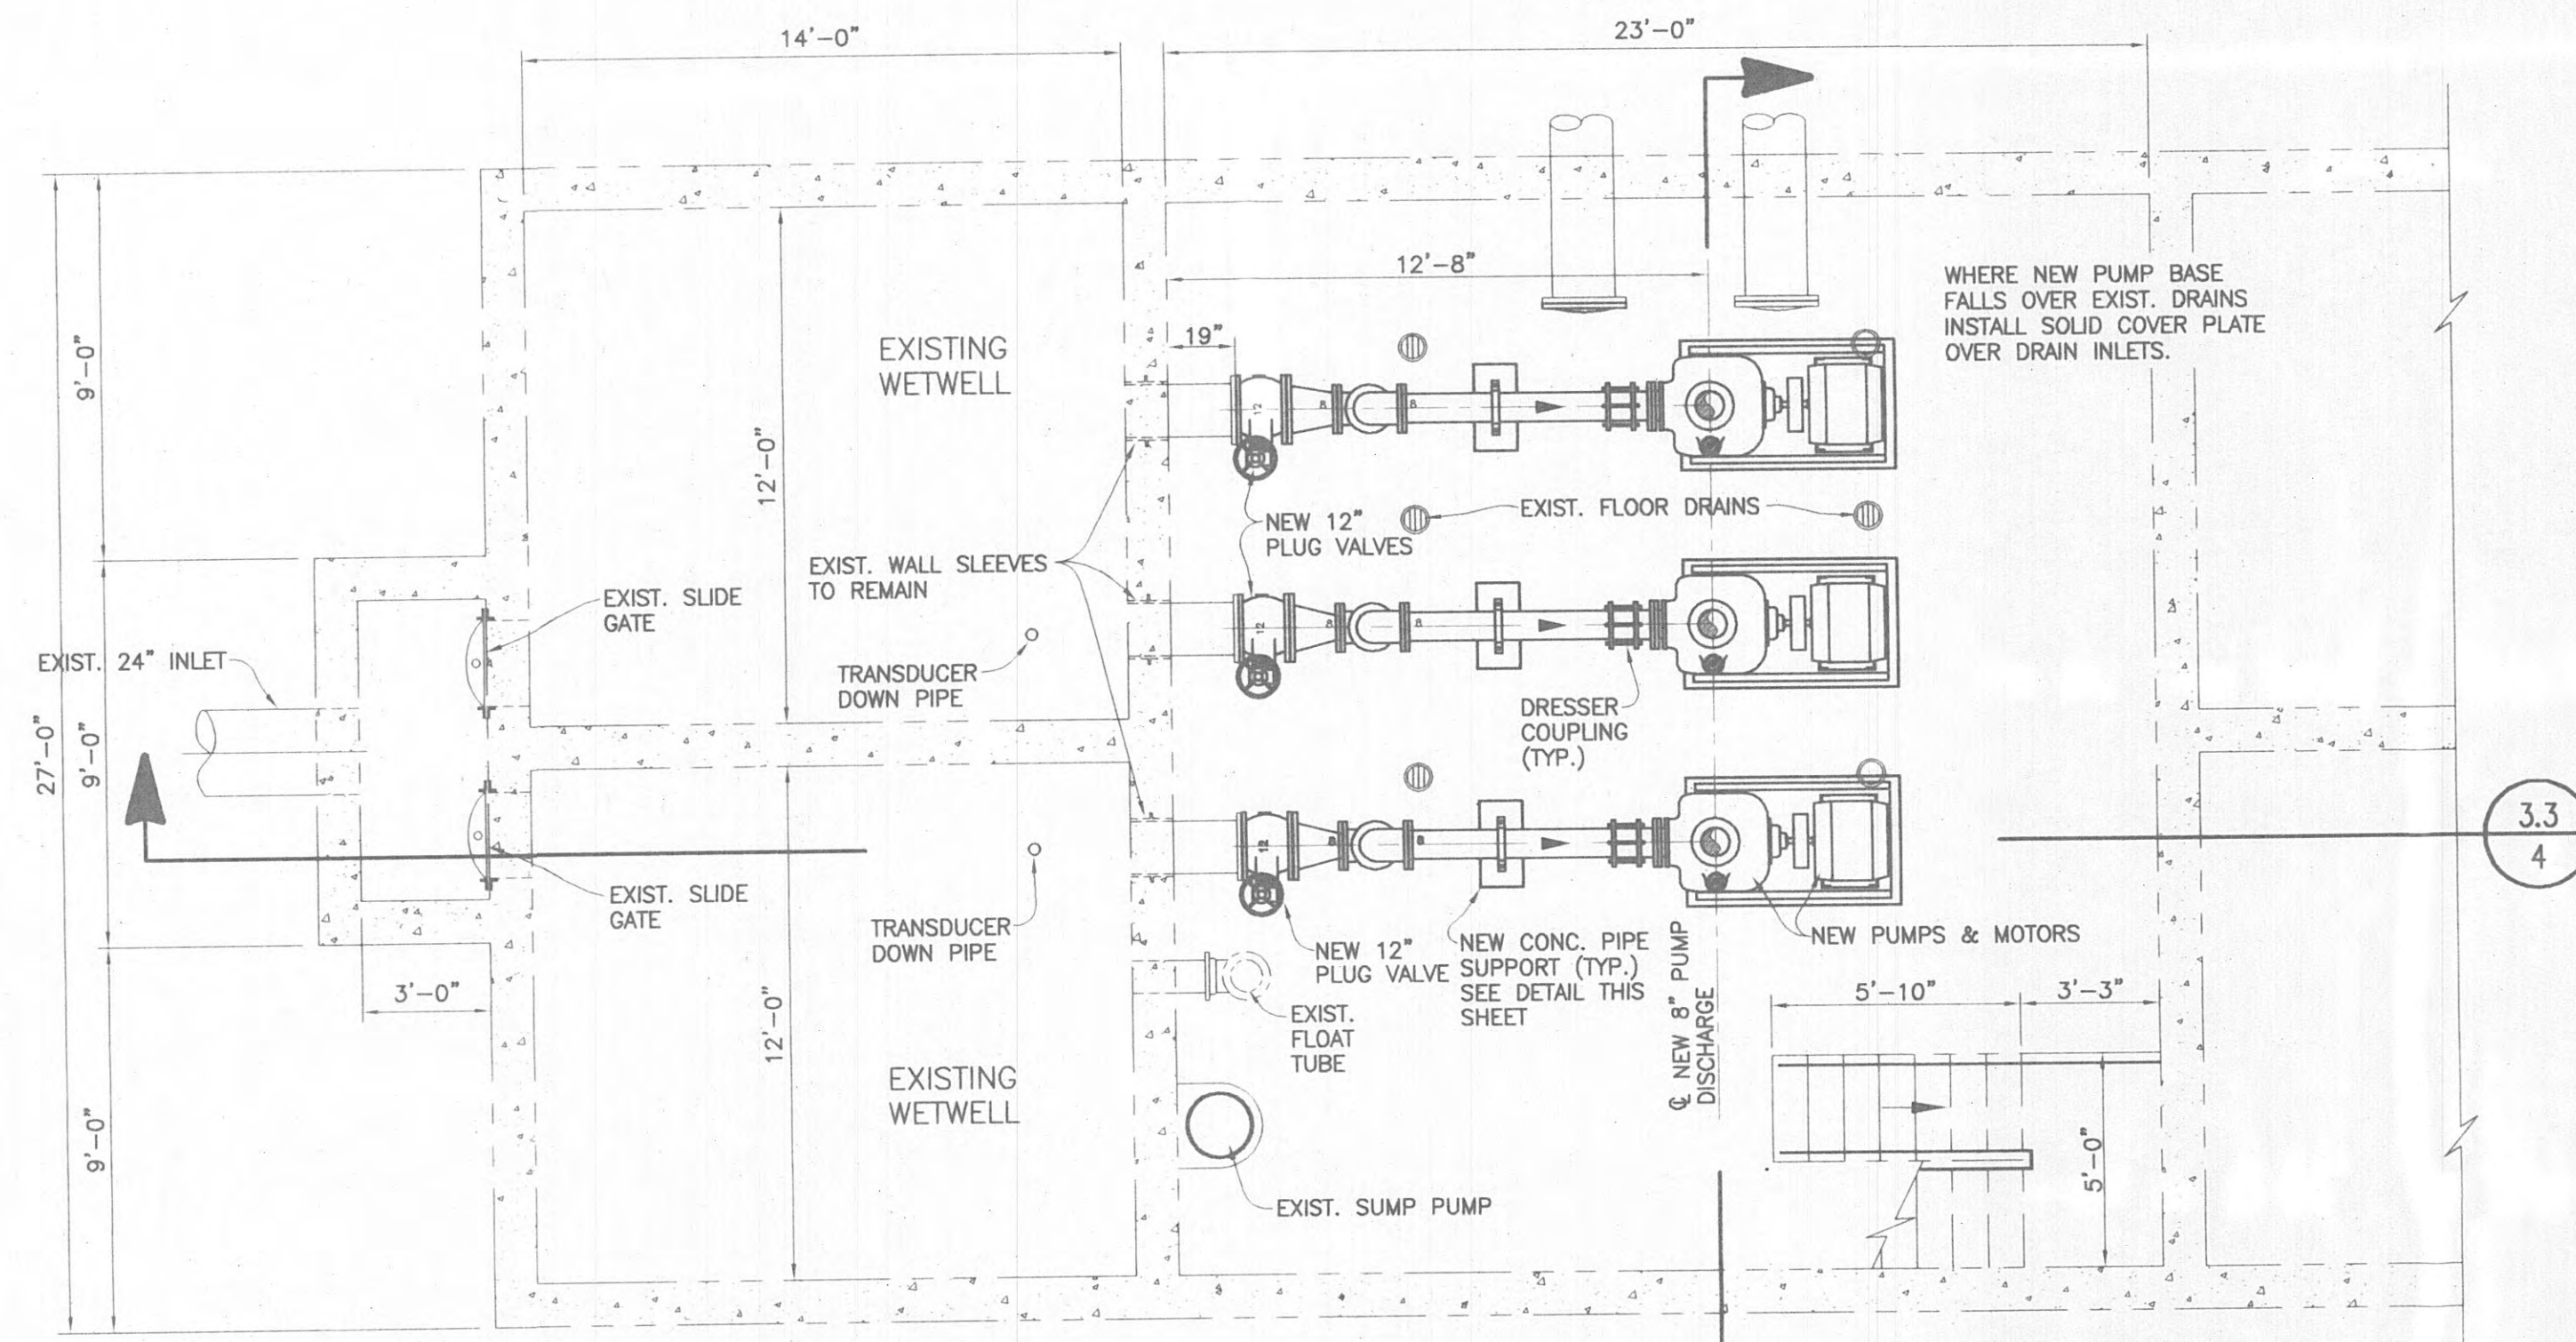 14'-0"
23'-0"
12'-8"
WHERE NEW PUMP BASE
FALLS OVER EXIST. DRAINS
INSTALL SOLID COVER PLATE
OVER DRAIN INLETS.
19"
9'-0"
EXISTING
WETWELL
12'-0"
12
8
8
NEW 12"
PLUG VALVES
EXIST. FLOOR DRAINS
EXIST. WALL SLEEVES
TO REMAIN
EXIST. SLIDE
GATE
12
8
8
EXIST. 24" INLET
TRANSDUCER
DOWN PIPE
DRESSER
COUPLING
(TYP.)
27'-0"
9'-0"
3.3
4
12
8
8
EXIST. SLIDE
GATE
TRANSDUCER
DOWN PIPE
NEW 12"
PLUG VALVE
NEW CONC. PIPE
SUPPORT (TYP.)
SEE DETAIL THIS
SHEET
NEW PUMPS & MOTORS
3'-0"
5'-10"
3'-3"
EXIST.
FLOAT
TUBE
℄ NEW 8" PUMP
DISCHARGE
12'-0"
EXISTING
WETWELL
9'-0"
5'-0"
EXIST. SUMP PUMP